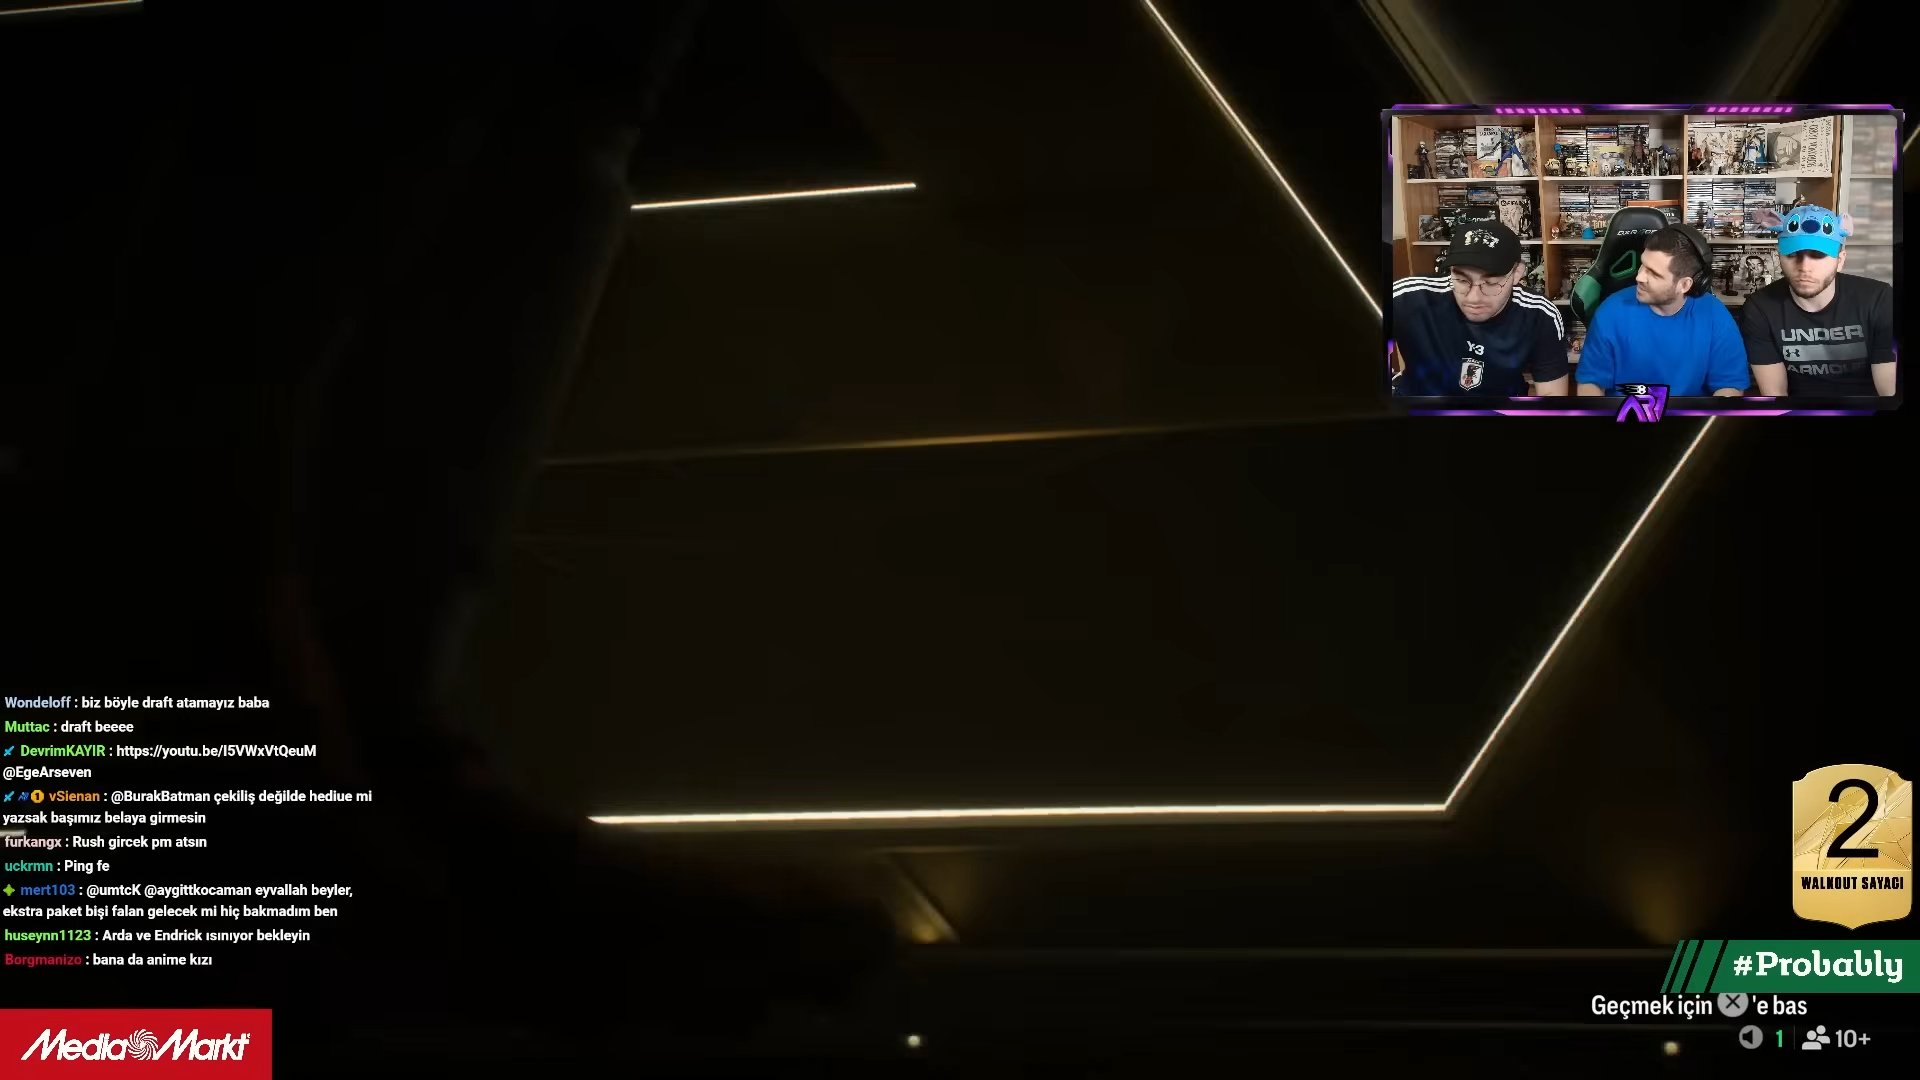 Y-3
UNDER
ARMOUR
Wondeloff : biz böyle draft atamayız baba
Muttac : draft beeee
DevrimKAYIR : https://youtu.be/I5VWxVtQeuM
@EgeArseven
1 vSienan : @BurakBatman çekiliş değilde hediue mi
yazsak başımız belaya girmesin
furkangx : Rush gircek pm atsın
uckrmn : Ping fe
mert103 : @umtcK @aygittkocaman eyvallah beyler,
ekstra paket bişi falan gelecek mi hiç bakmadım ben
huseynn1123 : Arda ve Endrick ısınıyor bekleyin
Borgmanizo : bana da anime kızı
2
WALKOUT SAYACI
#Probably
Geçmek için X 'e bas
1 10+
MediaMarkt